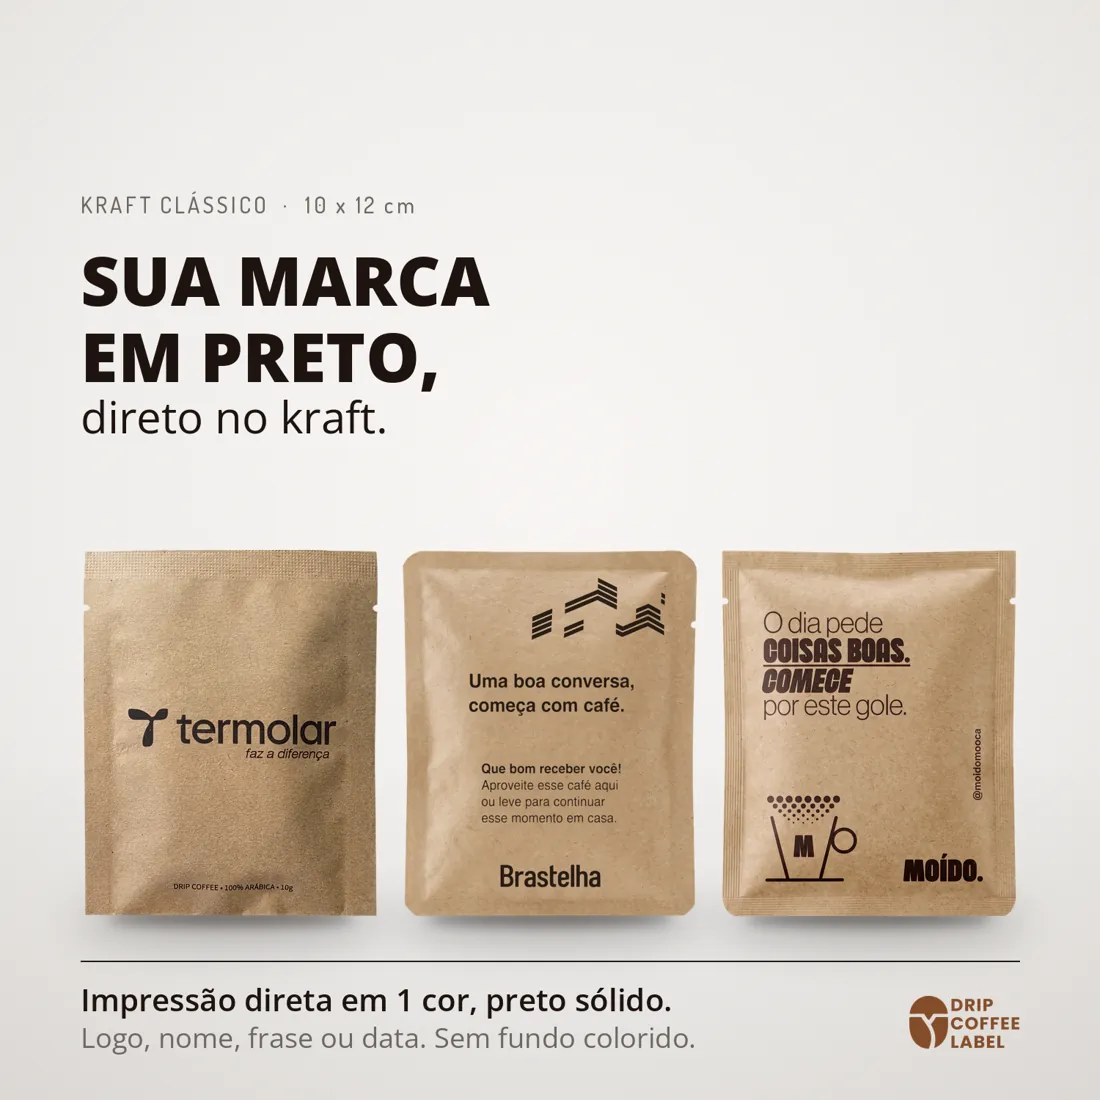 KRAFT CLÁSSICO · 10 x 12 cm
SUA MARCA
EM PRETO,
direto no kraft.
termolar
faz a diferença
DRIP COFFEE • 100% ARÁBICA • 10g
Uma boa conversa,
começa com café.
Que bom receber você!
Aproveite esse café aqui
ou leve para continuar
esse momento em casa.
Brastelha
O dia pede
COISAS BOAS.
COMECE
por este gole.
@moidomooca
M
MOÍDO.
Impressão direta em 1 cor, preto sólido.
Logo, nome, frase ou data. Sem fundo colorido.
DRIP
COFFEE
LABEL